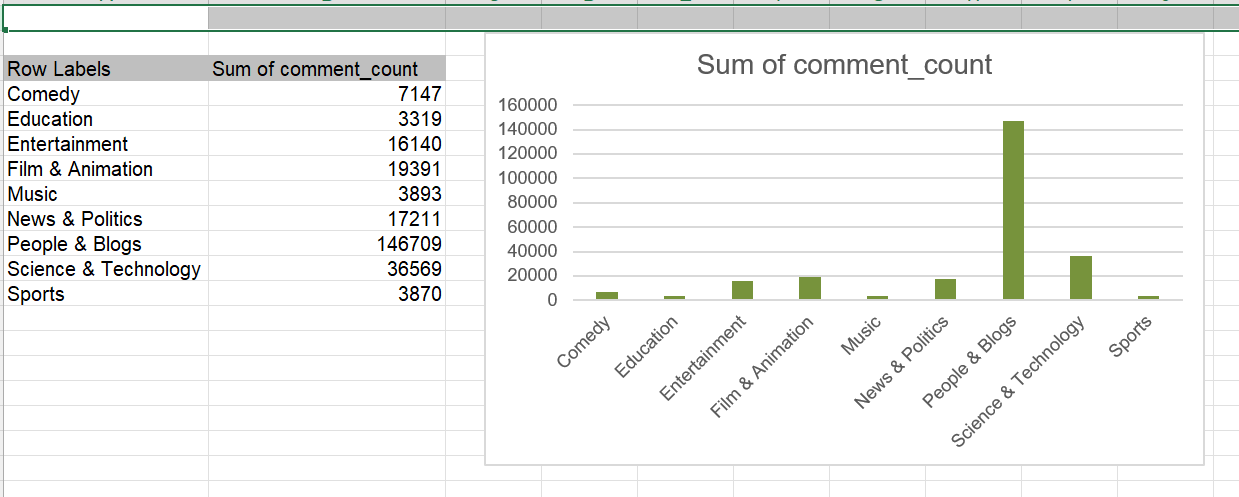 Row Labels Sum of comment_count
Comedy 7147
Education 3319
Entertainment 16140
Film & Animation 19391
Music 3893
News & Politics 17211
People & Blogs 146709
Science & Technology 36569
Sports 3870
Sum of comment_count
160000
140000
120000
100000
80000
60000
40000
20000
0
Comedy
Education
Entertainment
Film & Animation
Music
News & Politics
People & Blogs
Science & Technology
Sports